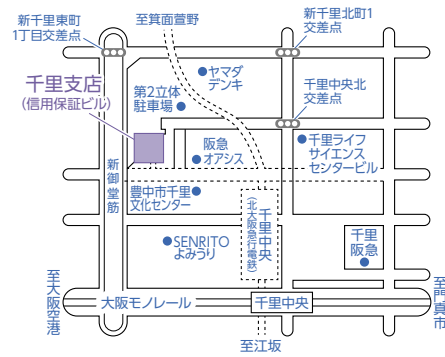 新千里東町
1丁目交差点
至箕面萱野
新千里北町1
交差点
千里支店
(信用保証ビル)
ヤマダ
デンキ
第2立体
駐車場
千里中央北
交差点
阪急
オアシス
千里ライフ
サイエンス
センタービル
新御堂筋
豊中市千里
文化センター
千里中央
(北大阪急行電鉄)
SENRITO
よみうり
千里
阪急
至大阪空港
大阪モノレール
千里中央
至門真市
至江坂